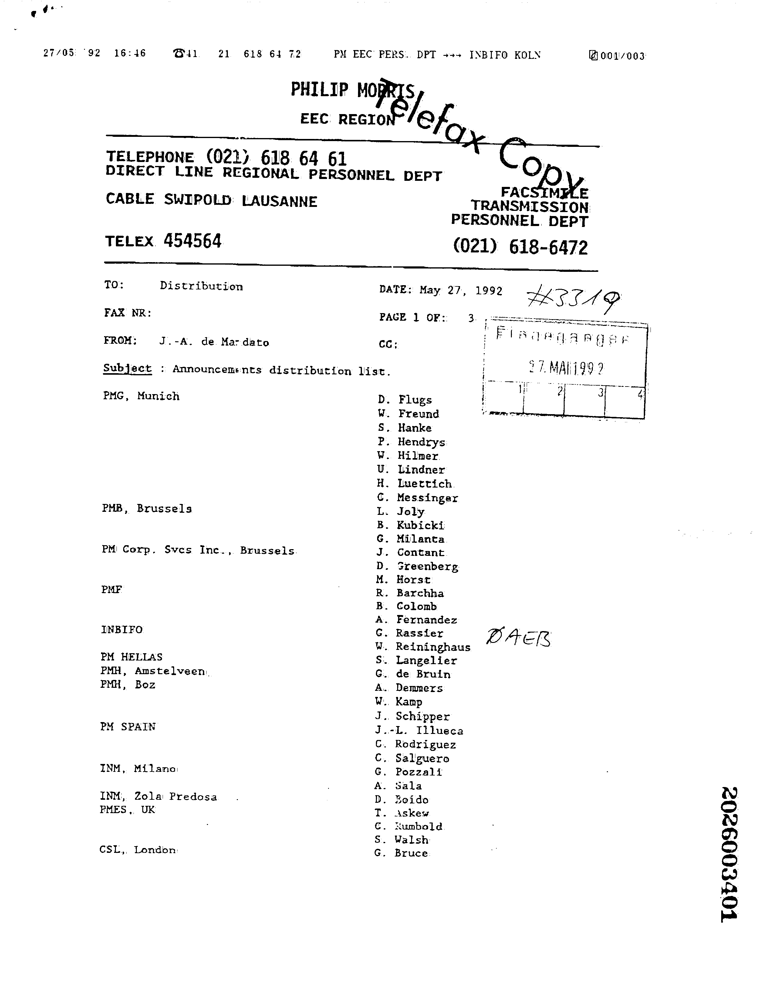 27/05 '92 16:46 ☎41 21 618 64 72 PM EEC PERS. DPT →→→ INBIFO KOLN 001/003
PHILIP MORRIS
EEC REGION
Telefax Copy
TELEPHONE (021) 618 64 61
DIRECT LINE REGIONAL PERSONNEL DEPT
CABLE SWIPOLD LAUSANNE
FACSIMILE
TRANSMISSION
PERSONNEL DEPT
TELEX 454564
(021) 618-6472
TO: Distribution
DATE: May 27, 1992
#3319
FAX NR:
PAGE 1 OF: 3
FROM: J.-A. de Mardato
CC:
Eingegangen
27. MAI 1992
1 2 3 4
Subject : Announcements distribution list.
PMG, Munich D. Flugs
W. Freund
S. Hanke
P. Hendrys
W. Hilmer
U. Lindner
H. Luettich
C. Messinger
PMB, Brussels L. Joly
B. Kubicki
G. Milanta
PM Corp. Svcs Inc., Brussels J. Contant
D. Greenberg
M. Horst
PMF R. Barchha
B. Colomb
A. Fernandez
INBIFO G. Rassier
DAEB
W. Reininghaus
PM HELLAS S. Langelier
PMH, Amstelveen G. de Bruin
PMH, Boz A. Demmers
W. Kamp
J. Schipper
PM SPAIN J.-L. Illueca
C. Rodriguez
C. Salguero
INM, Milano G. Pozzali
A. Sala
INM, Zola Predosa D. Boido
PMES, UK T. Askew
C. Rumbold
S. Walsh
CSL, London G. Bruce
2026003401